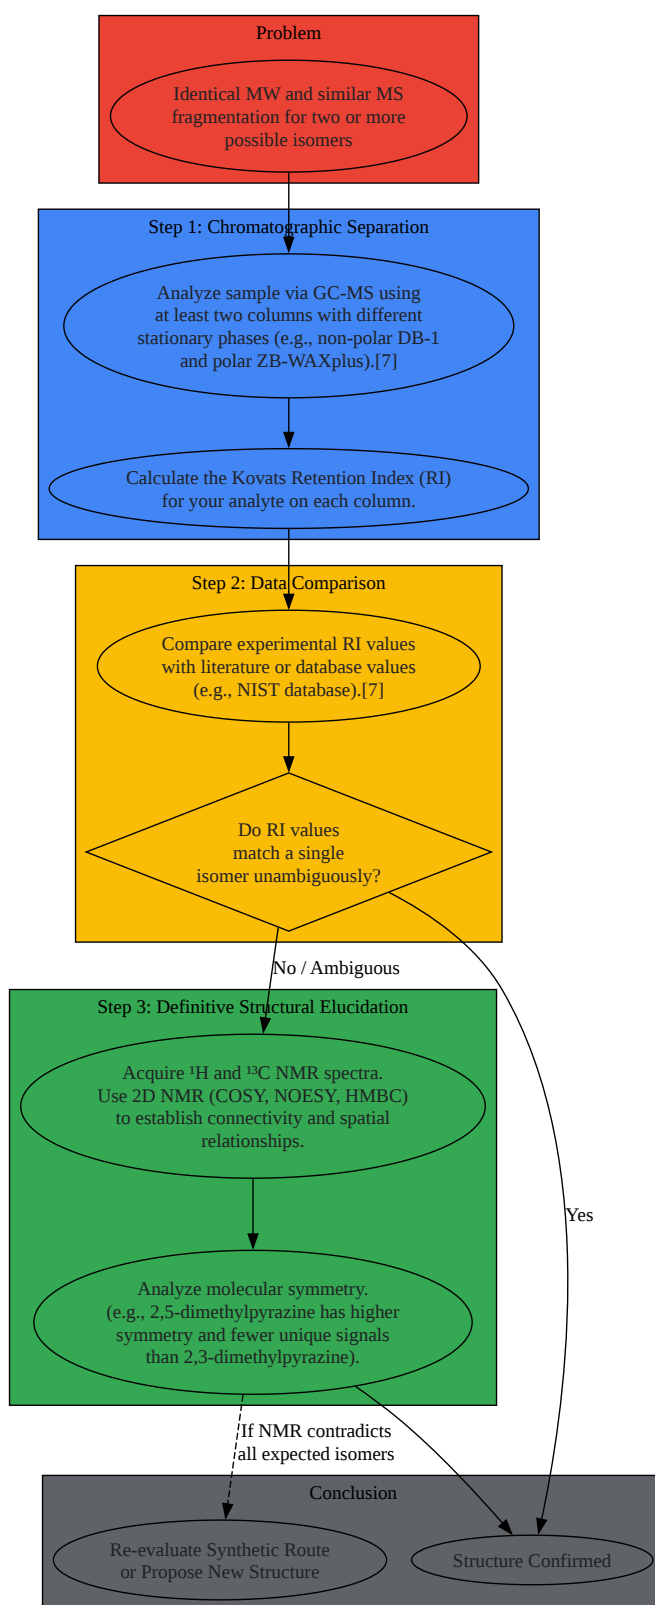 Problem
Identical MW and similar MS
fragmentation for two or more
possible isomers
Step 1: Chromatographic Separation
Analyze sample via GC-MS using
at least two columns with different
stationary phases (e.g., non-polar DB-1
and polar ZB-WAXplus).[7]
Calculate the Kovats Retention Index (RI)
for your analyte on each column.
Step 2: Data Comparison
Compare experimental RI values
with literature or database values
(e.g., NIST database).[7]
Do RI values
match a single
isomer unambiguously?
No / Ambiguous
Step 3: Definitive Structural Elucidation
Acquire ¹H and ¹³C NMR spectra.
Use 2D NMR (COSY, NOESY, HMBC)
to establish connectivity and spatial
relationships.
Yes
Analyze molecular symmetry.
(e.g., 2,5-dimethylpyrazine has higher
symmetry and fewer unique signals
than 2,3-dimethylpyrazine).
If NMR contradicts
all expected isomers
Conclusion
Re-evaluate Synthetic Route
or Propose New Structure
Structure Confirmed